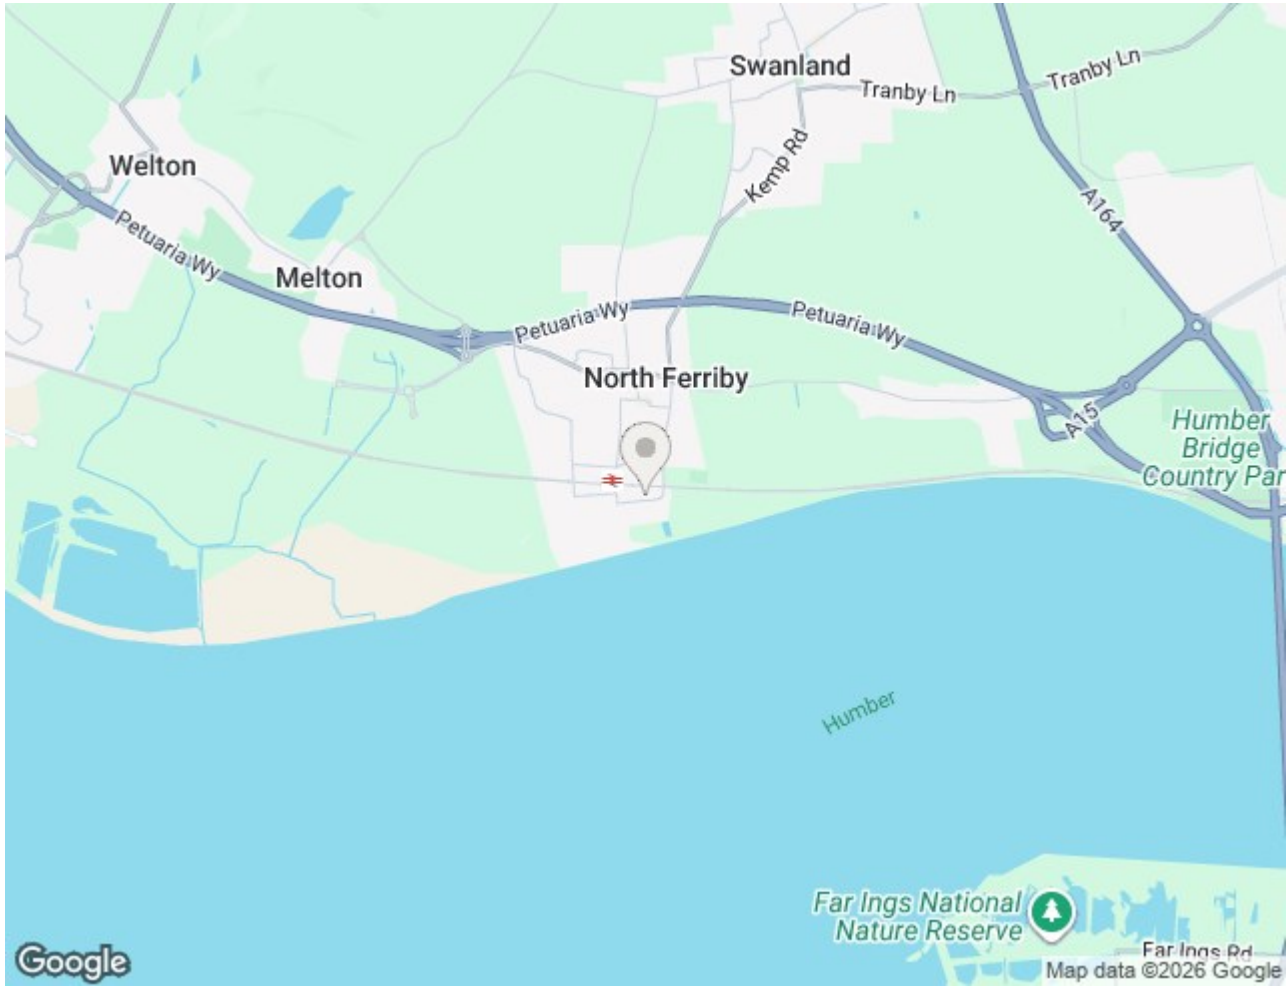 Swanland
Tranby Ln
Tranby Ln
Welton
Kemp Rd
A164
Petuaria Wy
Melton
Petuaria Wy
Petuaria Wy
North Ferriby
A15
Humber
Bridge
Country Par
Humber
Far Ings National
Nature Reserve
Far Ings Rd
Google
Map data ©2026 Google